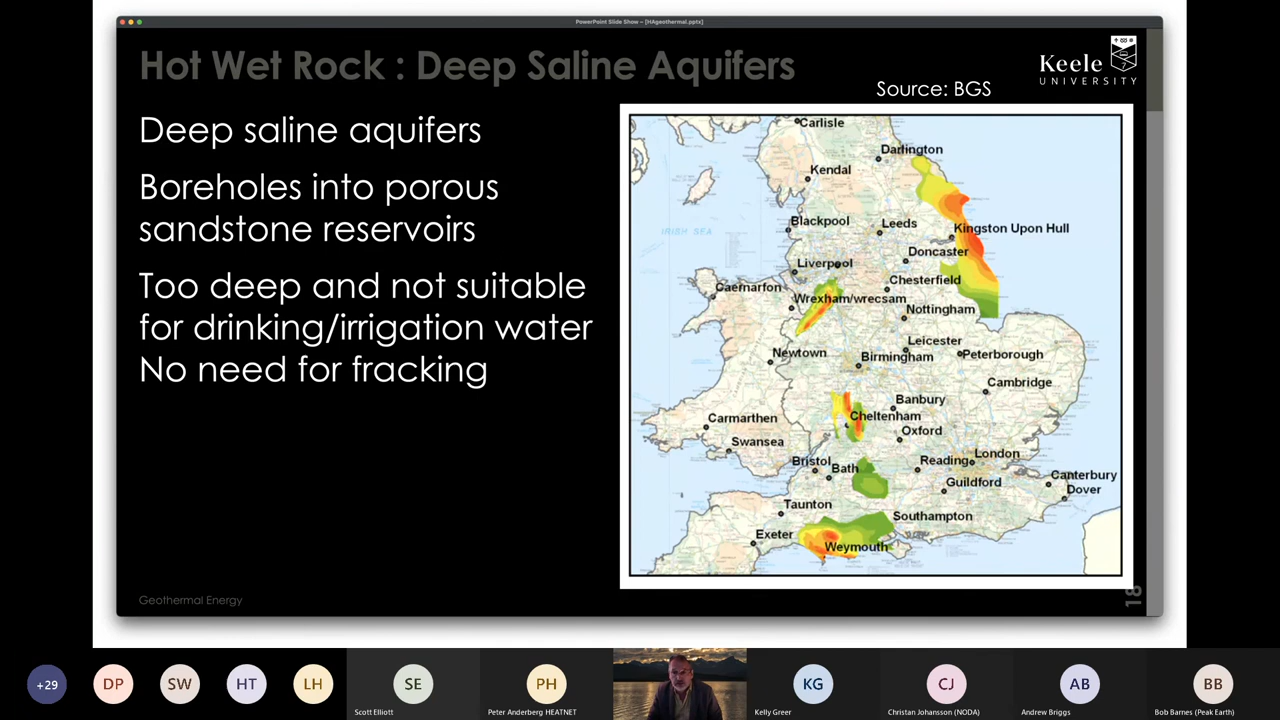 PowerPoint Slide Show - [HAgeothermal.pptx]
Hot Wet Rock : Deep Saline Aquifers
Keele
UNIVERSITY
Source: BGS
Deep saline aquifers
Boreholes into porous
sandstone reservoirs
Too deep and not suitable
for drinking/irrigation water
No need for fracking
Carlisle
Darlington
Kendal
Blackpool
Leeds
IRISH SEA
Kingston Upon Hull
Doncaster
Liverpool
Chesterfield
Caernarfon
Wrexham/wrecsam
Nottingham
Leicester
Newtown
Birmingham
Peterborough
Cambridge
Banbury
Carmarthen
Cheltenham
Oxford
Swansea
London
Bristol
Bath
Reading
Canterbury
Guildford
Dover
Taunton
Southampton
Exeter
Weymouth
Geothermal Energy
18
+29
DP
SW
HT
LH
SE
Scott Elliott
PH
Peter Anderberg HEATNET
KG
Kelly Greer
CJ
Christan Johansson (NODA)
AB
Andrew Briggs
BB
Bob Barnes (Peak Earth)